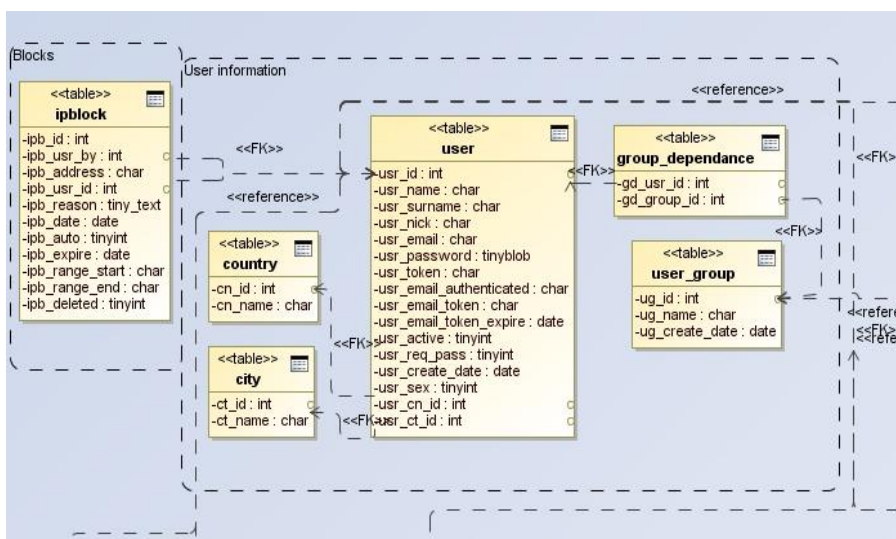 Blocks
<<table>>
ipblock
-ipb_id : int
-ipb_usr_by : int
-ipb_address : char
-ipb_usr_id : int
-ipb_reason : tiny_text
-ipb_date : date
-ipb_auto : tinyint
-ipb_expire : date
-ipb_range_start : char
-ipb_range_end : char
-ipb_deleted : tinyint
User information
<<FK>>
<<reference>>
<<table>>
country
-cn_id : int
-cn_name : char
<<FK>>
<<table>>
city
-ct_id : int
-ct_name : char
<<FK>>
<<table>>
user
-usr_id : int
-usr_name : char
-usr_surname : char
-usr_nick : char
-usr_email : char
-usr_password : tinyblob
-usr_token : char
-usr_email_authenticated : char
-usr_email_token : char
-usr_email_token_expire : date
-usr_active : tinyint
-usr_req_pass : tinyint
-usr_create_date : date
-usr_sex : tinyint
-usr_cn_id : int
-usr_ct_id : int
<<reference>>
<<FK>>
<<table>>
group_dependance
-gd_usr_id : int
-gd_group_id : int
<<FK>>
<<table>>
user_group
-ug_id : int
-ug_name : char
-ug_create_date : date
<<FK>>
<<refere
<<FK>>
<<refe